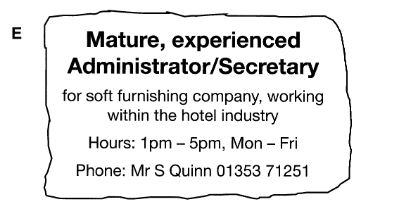 E
Mature, experienced
Administrator/Secretary
for soft furnishing company, working
within the hotel industry
Hours: 1pm – 5pm, Mon – Fri
Phone: Mr S Quinn 01353 71251